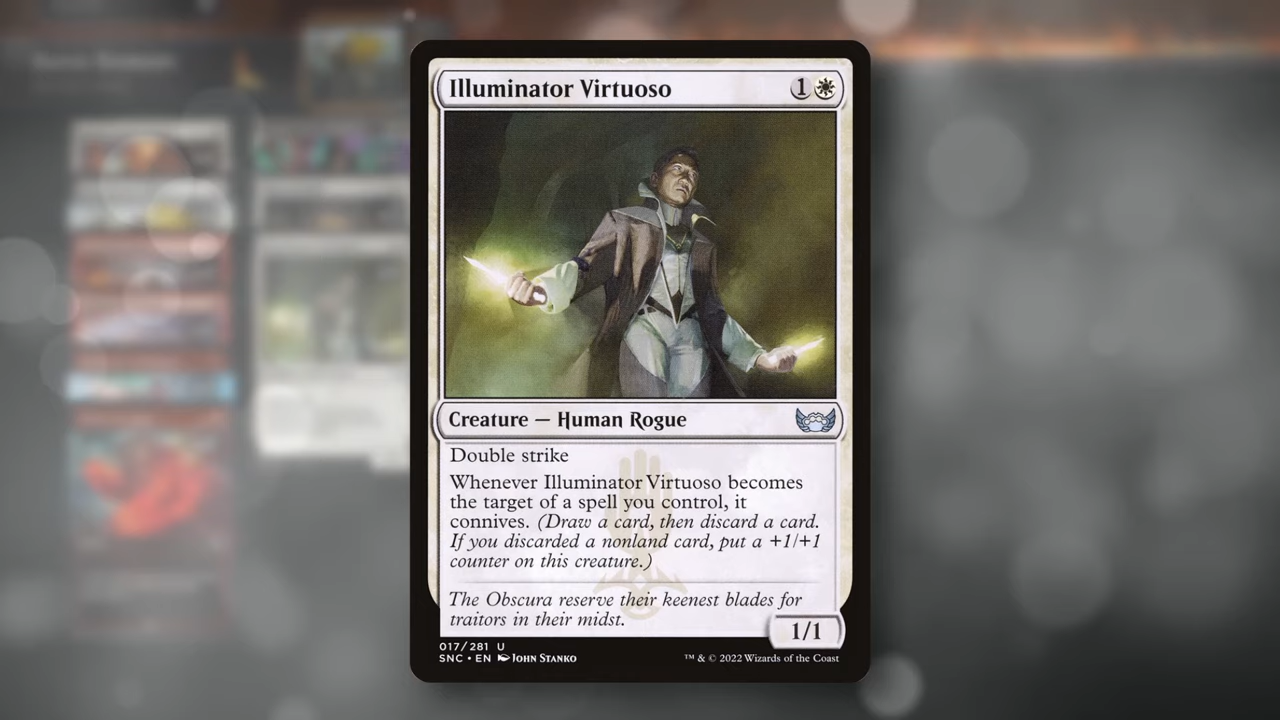 Illuminator Virtuoso 1
Creature — Human Rogue
Double strike
Whenever Illuminator Virtuoso becomes
the target of a spell you control, it
connives. (Draw a card, then discard a card.
If you discarded a nonland card, put a +1/+1
counter on this creature.)
The Obscura reserve their keenest blades for
traitors in their midst.
1/1
017/281 U
SNC • EN John Stanko
™ & © 2022 Wizards of the Coast